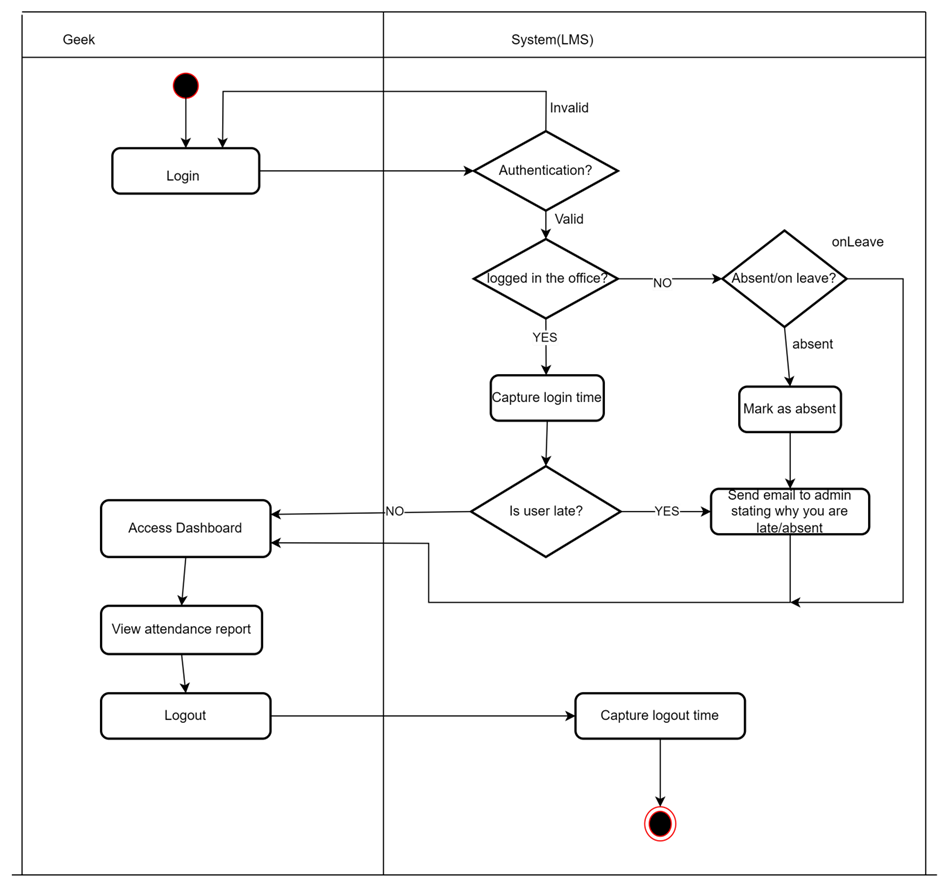 Geek
System(LMS)
Invalid
Login
Authentication?
Valid
onLeave
logged in the office?
NO
Absent/on leave?
YES
absent
Capture login time
Mark as absent
Send email to admin
stating why you are
late/absent
Is user late?
YES
NO
Access Dashboard
View attendance report
Logout
Capture logout time